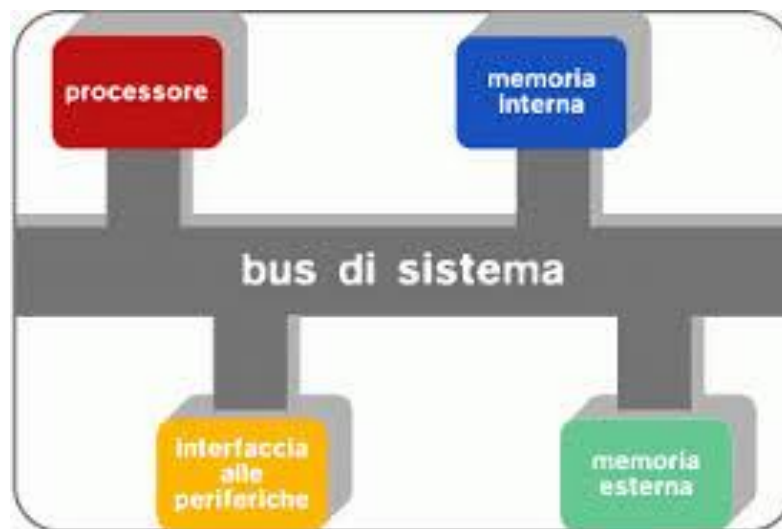 processore
memoria
interna
bus di sistema
interfaccia
alle
periferiche
memoria
esterna